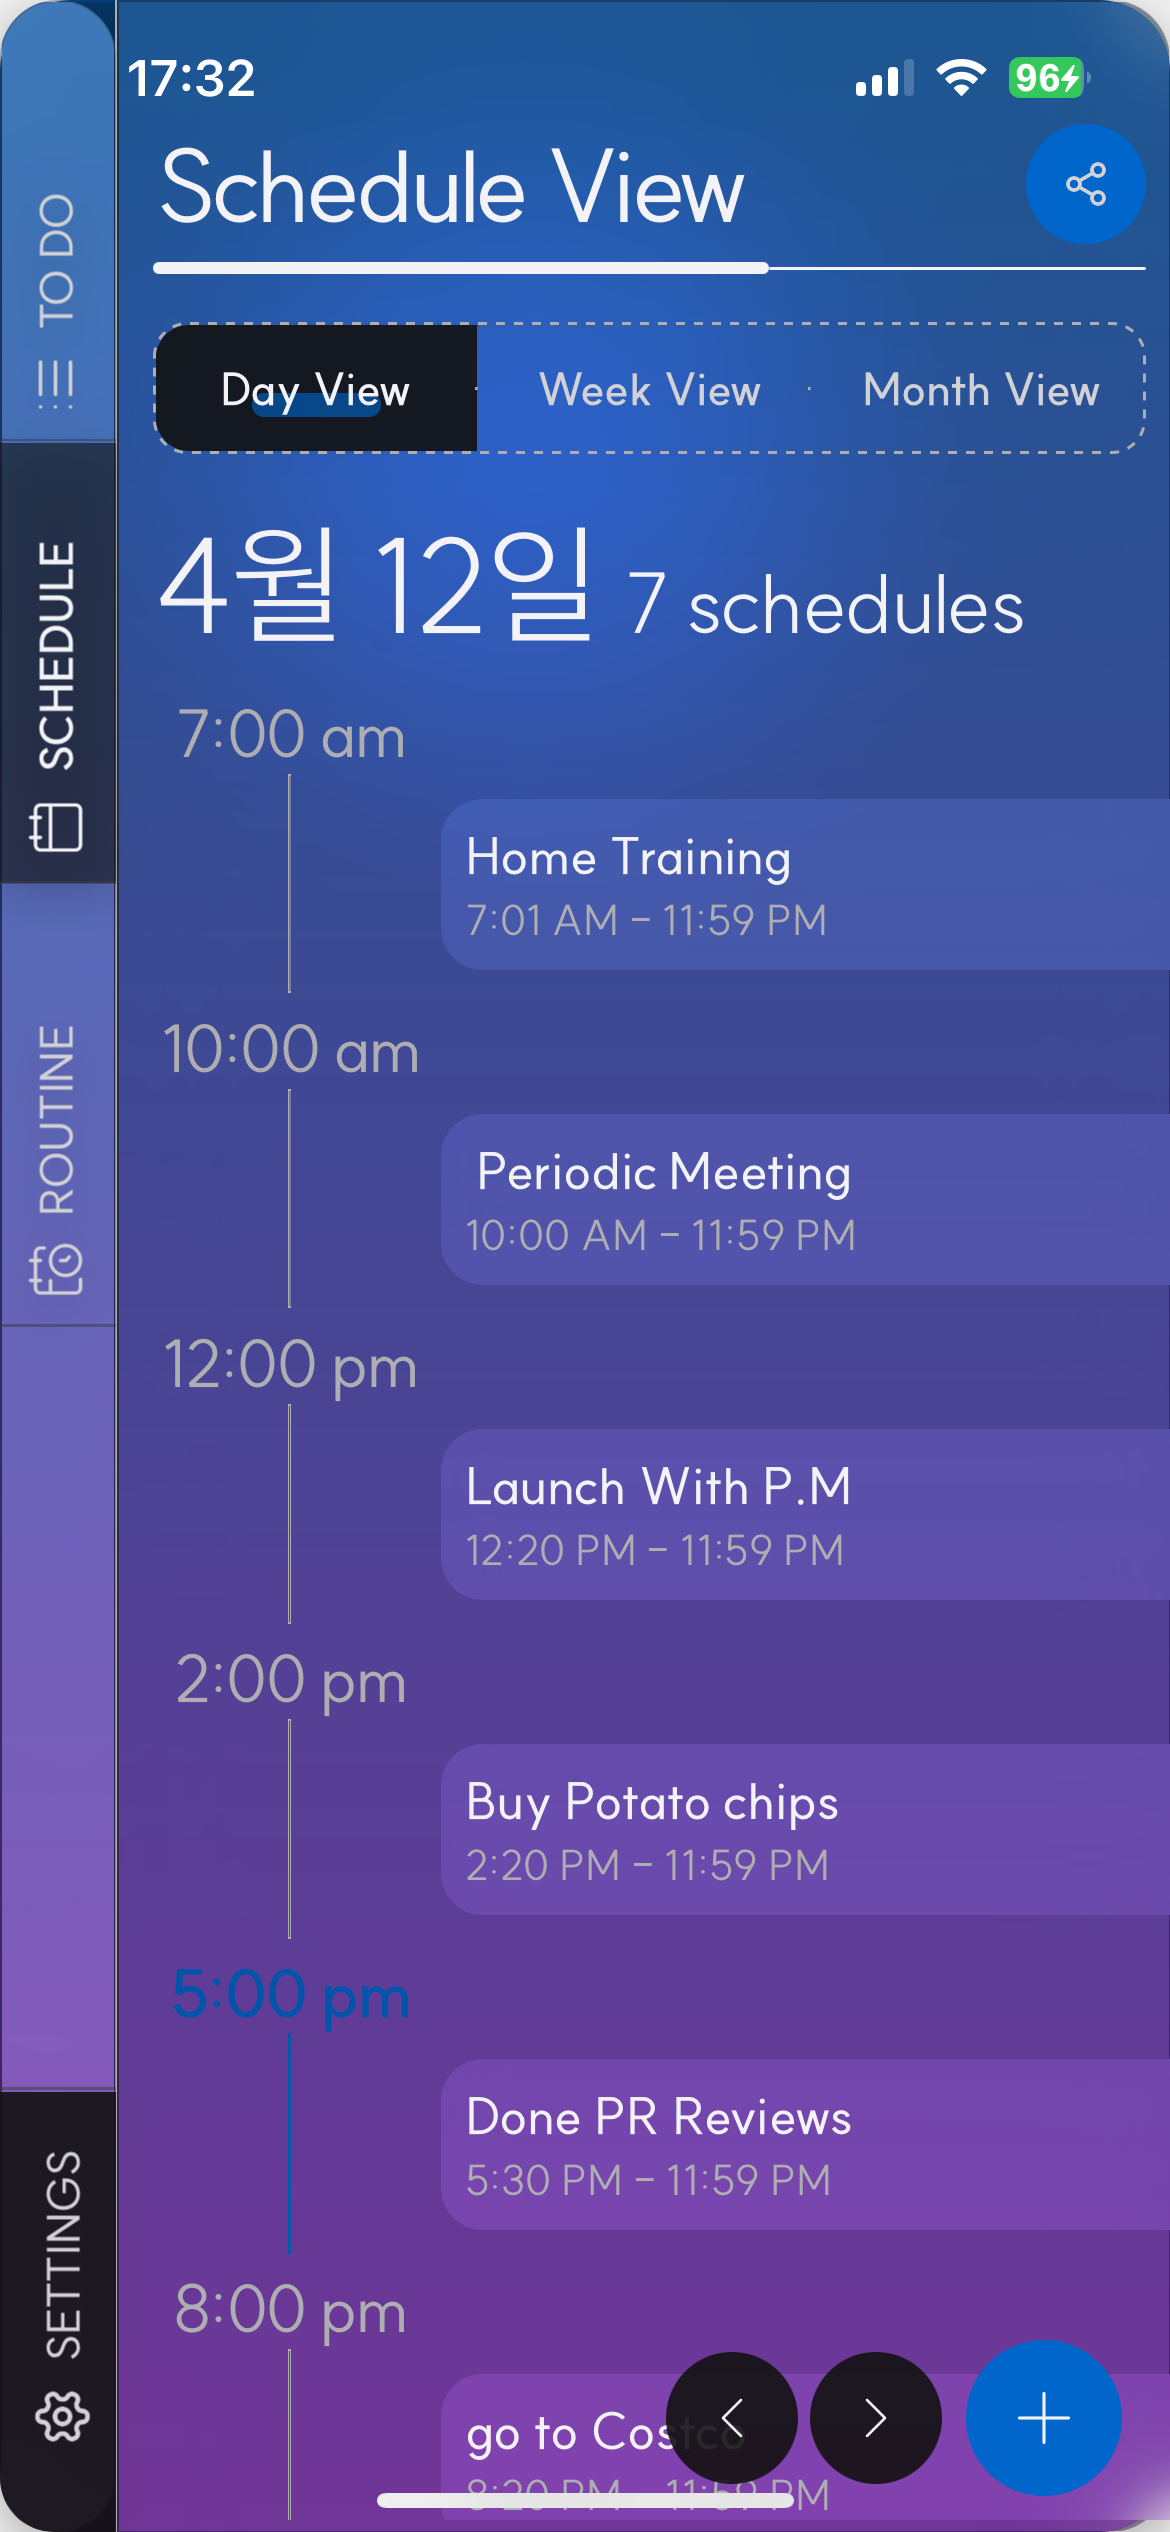 17:32
96
Schedule View
Day View
Week View
Month View
4월 12일 7 schedules
7:00 am
Home Training
7:01 AM – 11:59 PM
10:00 am
Periodic Meeting
10:00 AM – 11:59 PM
12:00 pm
Launch With P.M
12:20 PM – 11:59 PM
2:00 pm
Buy Potato chips
2:20 PM – 11:59 PM
5:00 pm
Done PR Reviews
5:30 PM – 11:59 PM
8:00 pm
go to Costco
8:20 PM – 11:59 PM
TO DO
SCHEDULE
ROUTINE
SETTINGS